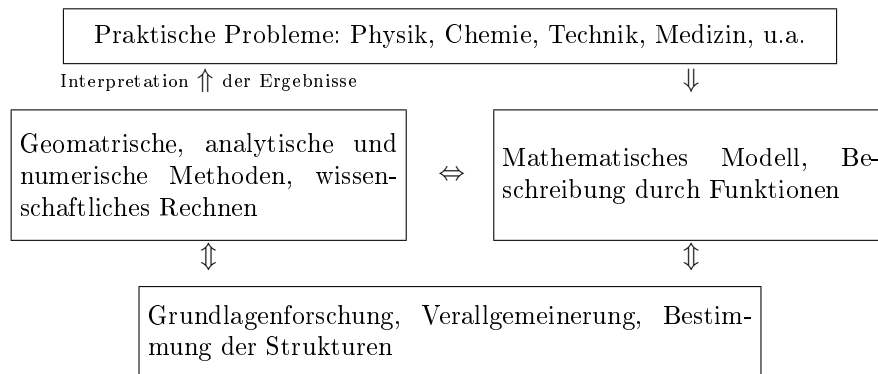 Praktische Probleme: Physik, Chemie, Technik, Medizin, u.a.
Interpretation ⇑ der Ergebnisse ⇓
Geomatrische, analytische und
numerische Methoden, wissen-
schaftliches Rechnen
⇔
Mathematisches Modell, Be-
schreibung durch Funktionen
⇕ ⇕
Grundlagenforschung, Verallgemeinerung, Bestim-
mung der Strukturen